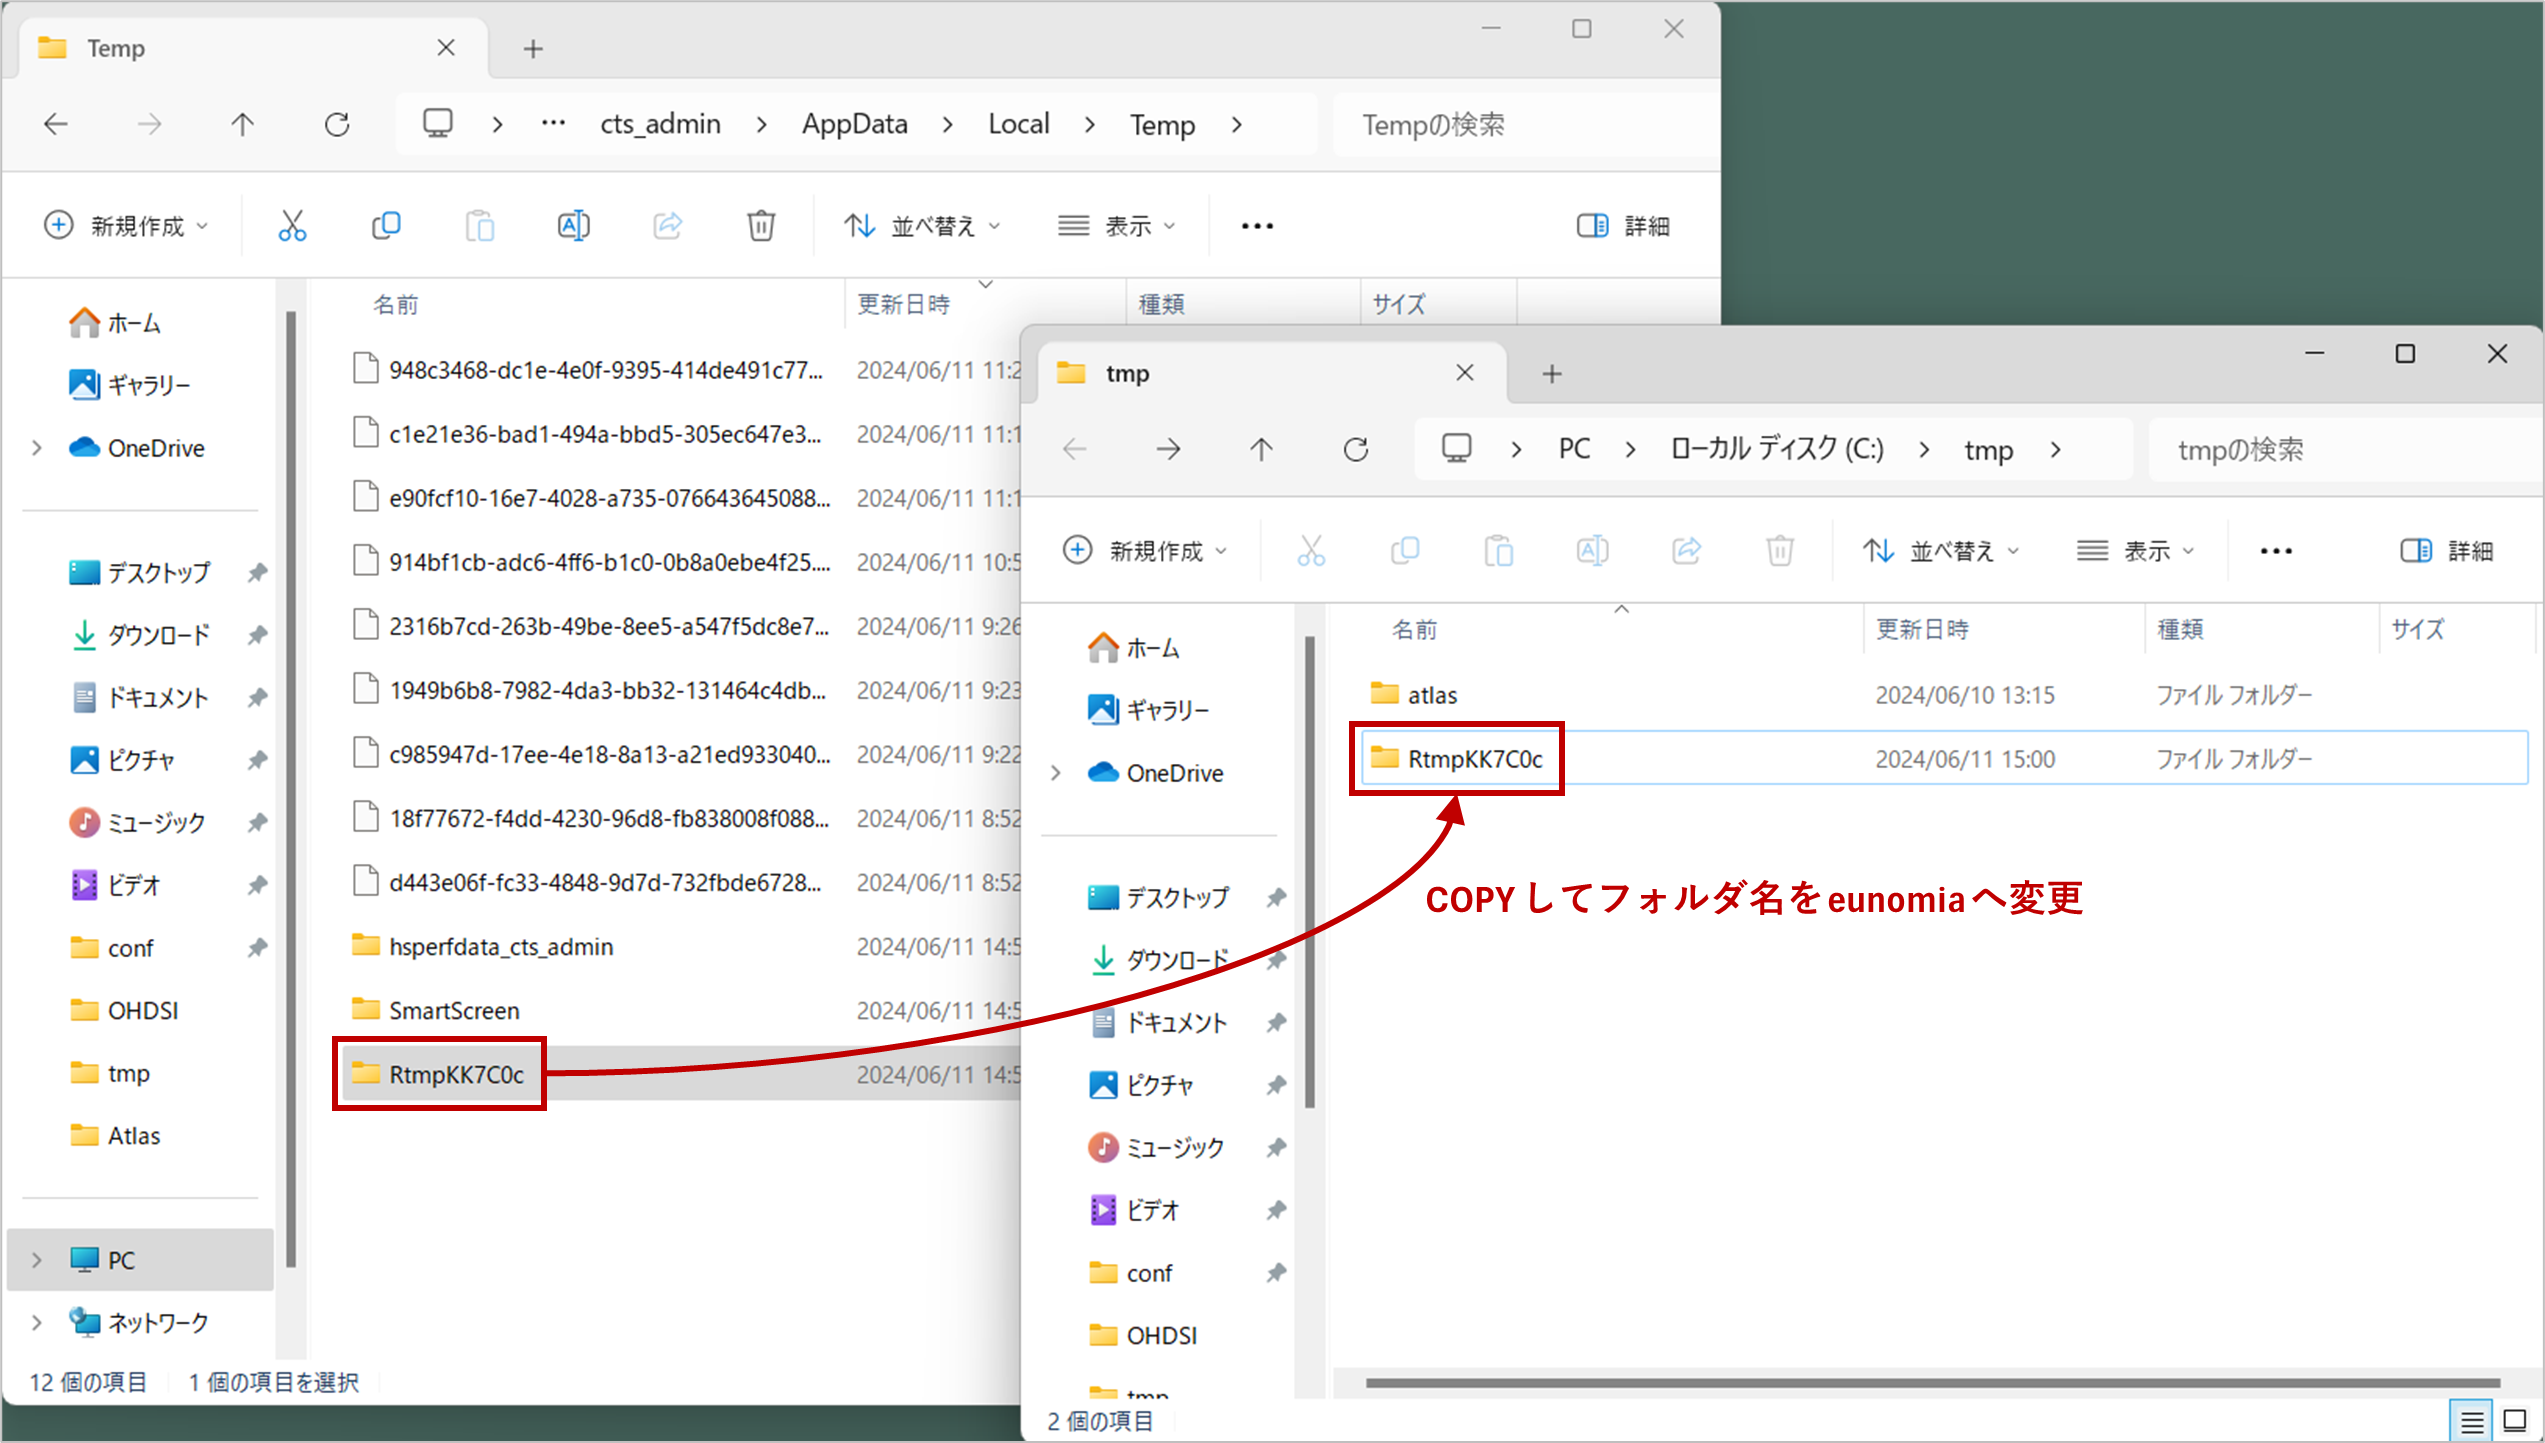 Temp
cts_admin AppData Local Temp
Tempの検索
新規作成
並べ替え
表示
詳細
名前 更新日時 種類 サイズ
ホーム
ギャラリー
OneDrive
デスクトップ
ダウンロード
ドキュメント
ピクチャ
ミュージック
ビデオ
conf
OHDSI
tmp
Atlas
PC
ネットワーク
948c3468-dc1e-4e0f-9395-414de491c77... 2024/06/11 11:2
c1e21e36-bad1-494a-bbd5-305ec647e3... 2024/06/11 11:1
e90fcf10-16e7-4028-a735-076643645088... 2024/06/11 11:1
914bf1cb-adc6-4ff6-b1c0-0b8a0ebe4f25.... 2024/06/11 10:5
2316b7cd-263b-49be-8ee5-a547f5dc8e7... 2024/06/11 9:26
1949b6b8-7982-4da3-bb32-131464c4db... 2024/06/11 9:23
c985947d-17ee-4e18-8a13-a21ed933040... 2024/06/11 9:22
18f77672-f4dd-4230-96d8-fb838008f088... 2024/06/11 8:52
d443e06f-fc33-4848-9d7d-732fbde6728... 2024/06/11 8:52
hsperfdata_cts_admin 2024/06/11 14:5
SmartScreen 2024/06/11 14:5
RtmpKK7C0c 2024/06/11 14:5
12 個の項目 1 個の項目を選択
tmp
PC ローカル ディスク (C:) tmp
tmpの検索
新規作成
並べ替え
表示
詳細
名前 更新日時 種類 サイズ
ホーム
ギャラリー
OneDrive
デスクトップ
ダウンロード
ドキュメント
ピクチャ
ミュージック
ビデオ
conf
OHDSI
tmp
atlas 2024/06/10 13:15 ファイル フォルダー
RtmpKK7C0c 2024/06/11 15:00 ファイル フォルダー
COPYしてフォルダ名をeunomiaへ変更
2 個の項目